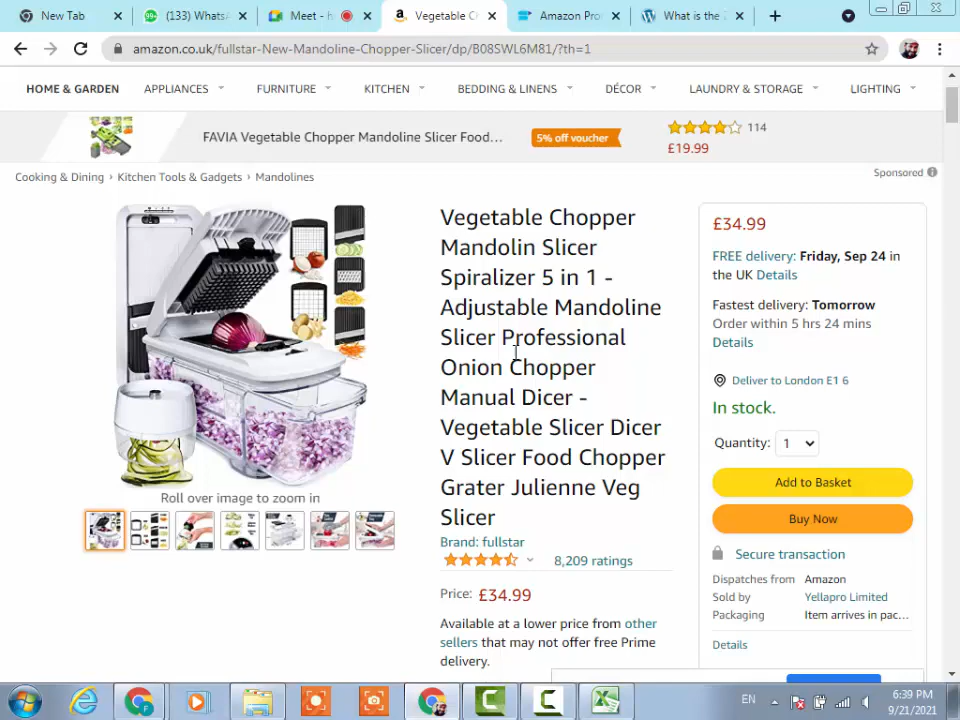 New Tab
(133) Whats
Meet - h
Vegetable C
Amazon Pro
What is the
amazon.co.uk/fullstar-New-Mandoline-Chopper-Slicer/dp/B08SWL6M81/?th=1
HOME & GARDEN APPLIANCES FURNITURE KITCHEN BEDDING & LINENS DÉCOR LAUNDRY & STORAGE LIGHTING
FAVIA Vegetable Chopper Mandoline Slicer Food…
5% off voucher
114
£19.99
Sponsored
Cooking & Dining › Kitchen Tools & Gadgets › Mandolines
Vegetable Chopper
Mandolin Slicer
Spiralizer 5 in 1 -
Adjustable Mandoline
Slicer Professional
Onion Chopper
Manual Dicer -
Vegetable Slicer Dicer
V Slicer Food Chopper
Grater Julienne Veg
Slicer
Brand: fullstar
8,209 ratings
Price: £34.99
Available at a lower price from other
sellers that may not offer free Prime
delivery.
Roll over image to zoom in
£34.99
FREE delivery: Friday, Sep 24 in
the UK Details
Fastest delivery: Tomorrow
Order within 5 hrs 24 mins
Details
Deliver to London E1 6
In stock.
Quantity: 1
Add to Basket
Buy Now
Secure transaction
Dispatches from Amazon
Sold by Yellapro Limited
Packaging Item arrives in pac…
Details
EN
6:39 PM
9/21/2021